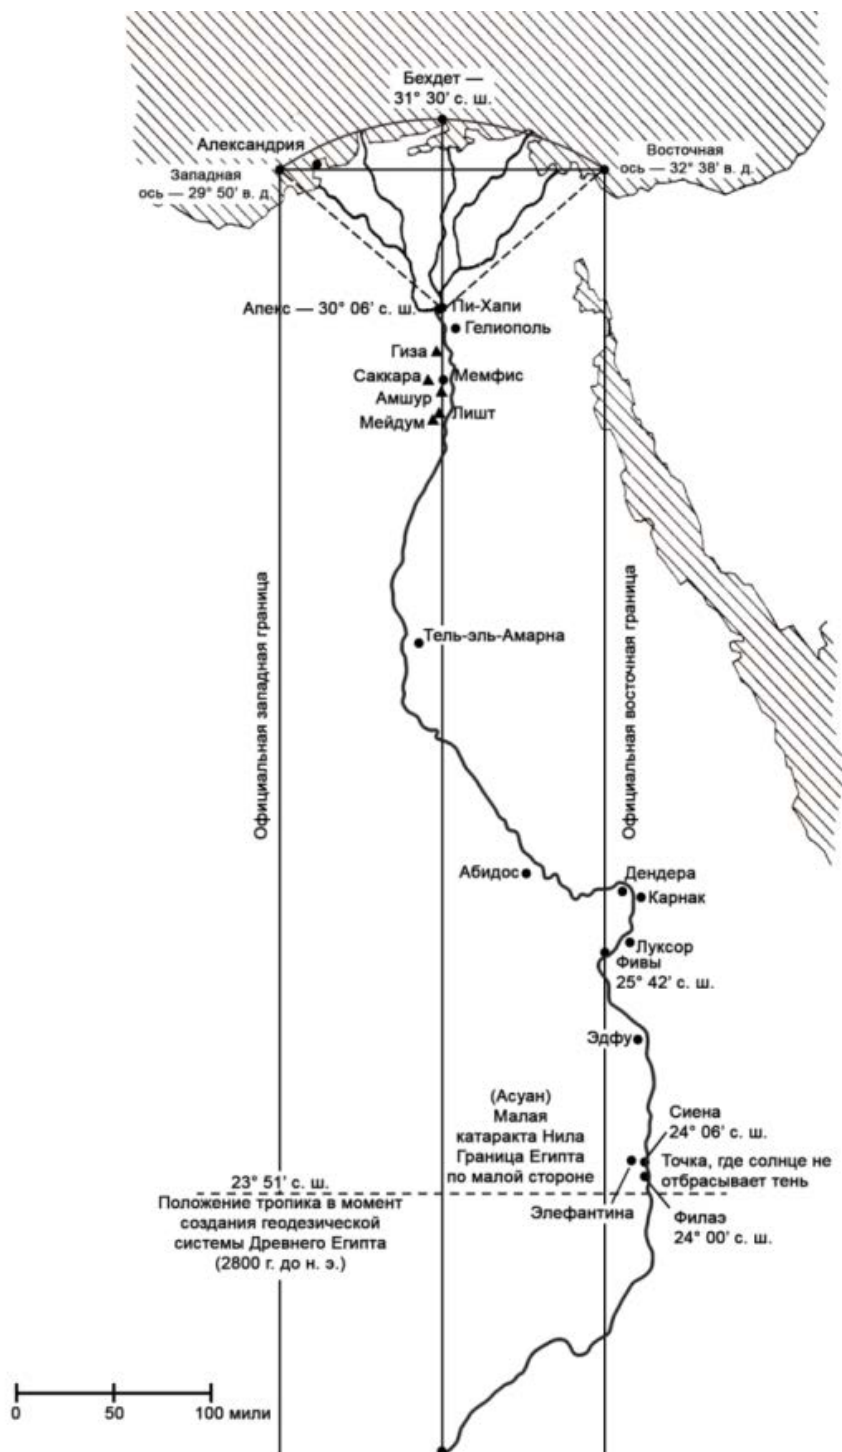 Бехдет —
31° 30' с. ш.
Александрия
Западная
ось — 29° 50' в. д.
Восточная
ось — 32° 38' в. д.
Апекс — 30° 06' с. ш.
Пи-Хапи
Гелиополь
Гиза
Саккара
Мемфис
Амшур
Лишт
Мейдум
Официальная западная граница
Официальная восточная граница
Тель-эль-Амарна
Абидос
Дендера
Карнак
Луксор
Фивы
25° 42' с. ш.
Эдфу
(Асуан)
Малая
катаракта Нила
Граница Египта
по малой стороне
Сиена
24° 06' с. ш.
Точка, где солнце не
отбрасывает тень
Элефантина
Филаэ
24° 00' с. ш.
23° 51' с. ш.
Положение тропика в момент
создания геодезической
системы Древнего Египта
(2800 г. до н. э.)
0 50 100 мили